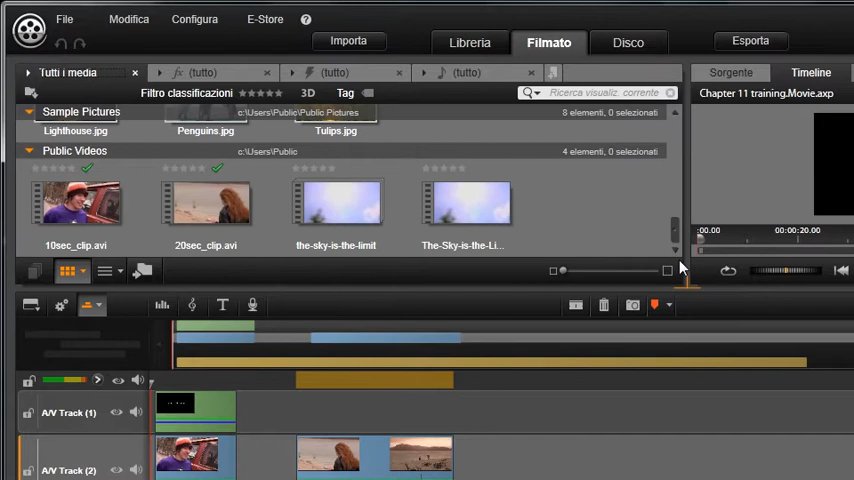 File Modifica Configura E-Store ?
Importa Libreria Filmato Disco Esporta
Tutti i media × fx (tutto) × (tutto) × (tutto) × Sorgente Timeline
Filtro classificazioni 3D Tag Ricerca visualiz. corrente Chapter 11 training.Movie.axp
Sample Pictures c:\Users\Public\Public Pictures 8 elementi, 0 selezionati
Lighthouse.jpg Penguins.jpg Tulips.jpg
Public Videos c:\Users\Public 4 elementi, 0 selezionati
:00.00 00:00:20.00
10sec_clip.avi 20sec_clip.avi the-sky-is-the-limit The-Sky-is-the-Li...
T
A/V Track (1)
A/V Track (2)